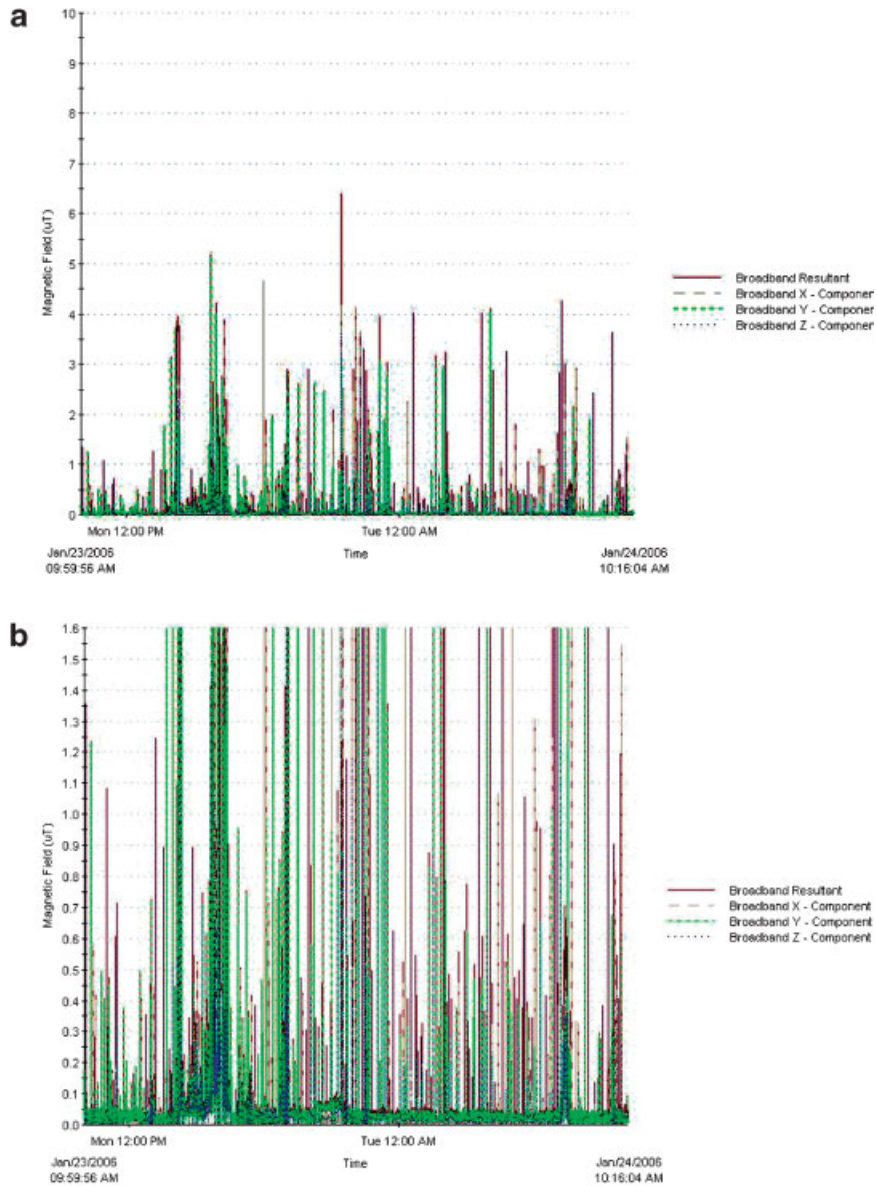 a
10
9
8
7
6
5
4
3
2
1
0
Magnetic Field (uT)
Mon 12:00 PM
Tue 12:00 AM
Jan/23/2006
09:59:56 AM
Time
Jan/24/2006
10:16:04 AM
Broadband Resultant
Broadband X - Componen
Broadband Y - Componen
Broadband Z - Componen
b
1.6
1.5
1.4
1.3
1.2
1.1
1.0
0.9
0.8
0.7
0.6
0.5
0.4
0.3
0.2
0.1
0.0
Magnetic Field (uT)
Mon 12:00 PM
Tue 12:00 AM
Jan/23/2006
09:59:56 AM
Time
Jan/24/2006
10:16:04 AM
Broadband Resultant
Broadband X - Component
Broadband Y - Component
Broadband Z - Component